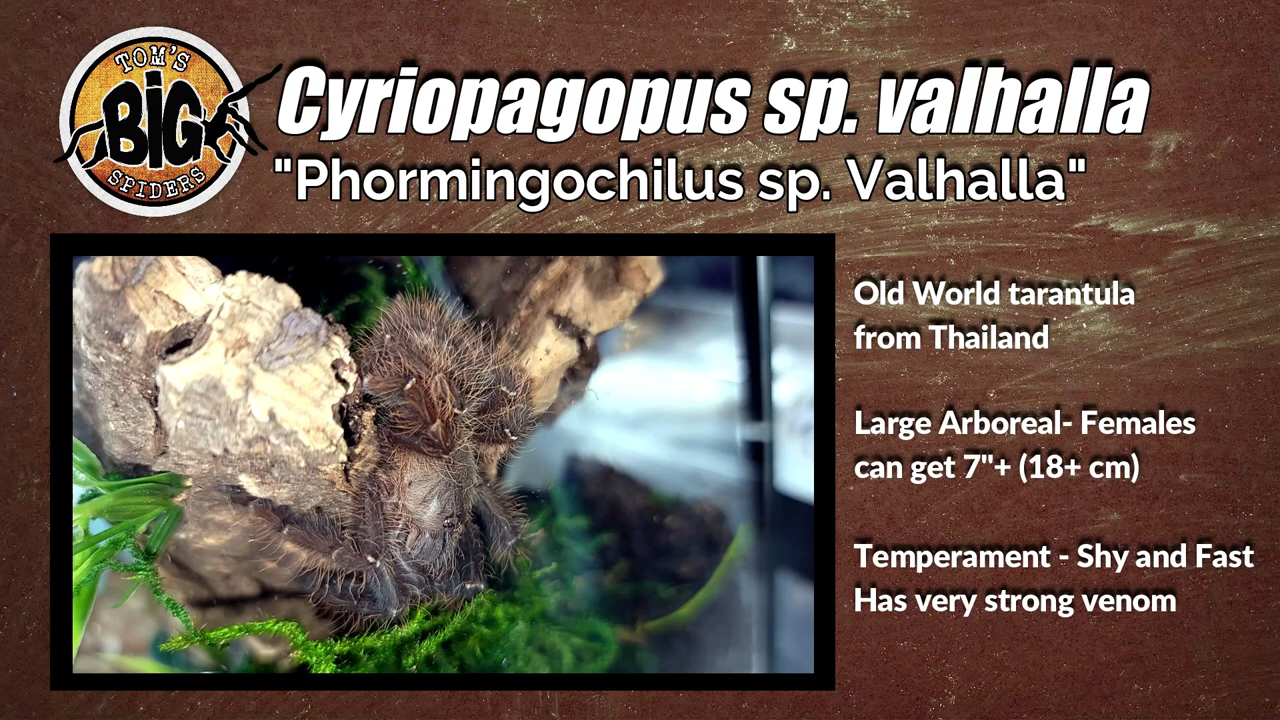 TOM'S
BiG
SPIDERS
Cyriopagopus sp. valhalla
"Phormingochilus sp. Valhalla"
Old World tarantula
from Thailand
Large Arboreal- Females
can get 7"+ (18+ cm)
Temperament - Shy and Fast
Has very strong venom